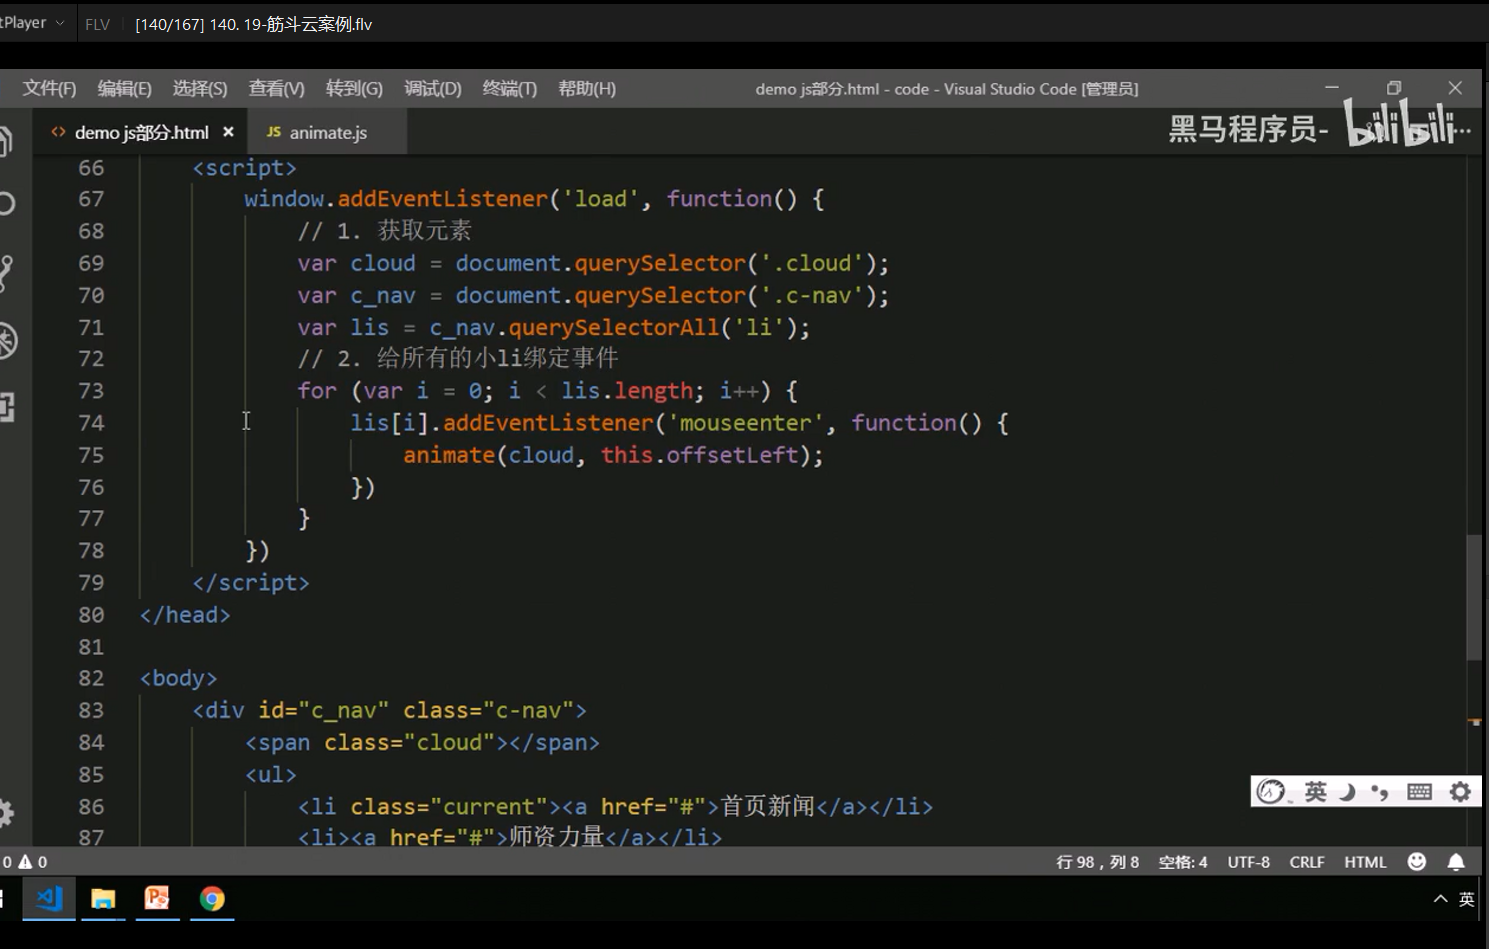 tPlayer FLV [140/167] 140. 19-筋斗云案例.flv
文件(F) 编辑(E) 选择(S) 查看(V) 转到(G) 调试(D) 终端(T) 帮助(H) demo js部分.html - code - Visual Studio Code [管理员]
<> demo js部分.html × JS animate.js 黑马程序员- bilibili
66 <script>
67 window.addEventListener('load', function() {
68 // 1. 获取元素
69 var cloud = document.querySelector('.cloud');
70 var c_nav = document.querySelector('.c-nav');
71 var lis = c_nav.querySelectorAll('li');
72 // 2. 给所有的小li绑定事件
73 for (var i = 0; i < lis.length; i++) {
74 lis[i].addEventListener('mouseenter', function() {
75 animate(cloud, this.offsetLeft);
76 })
77 }
78 })
79 </script>
80 </head>
81
82 <body>
83 <div id="c_nav" class="c-nav">
84 <span class="cloud"></span>
85 <ul>
86 <li class="current"><a href="#">首页新闻</a></li>
87 <li><a href="#">师资力量</a></li>
英
0 0 行 98，列 8 空格: 4 UTF-8 CRLF HTML
英